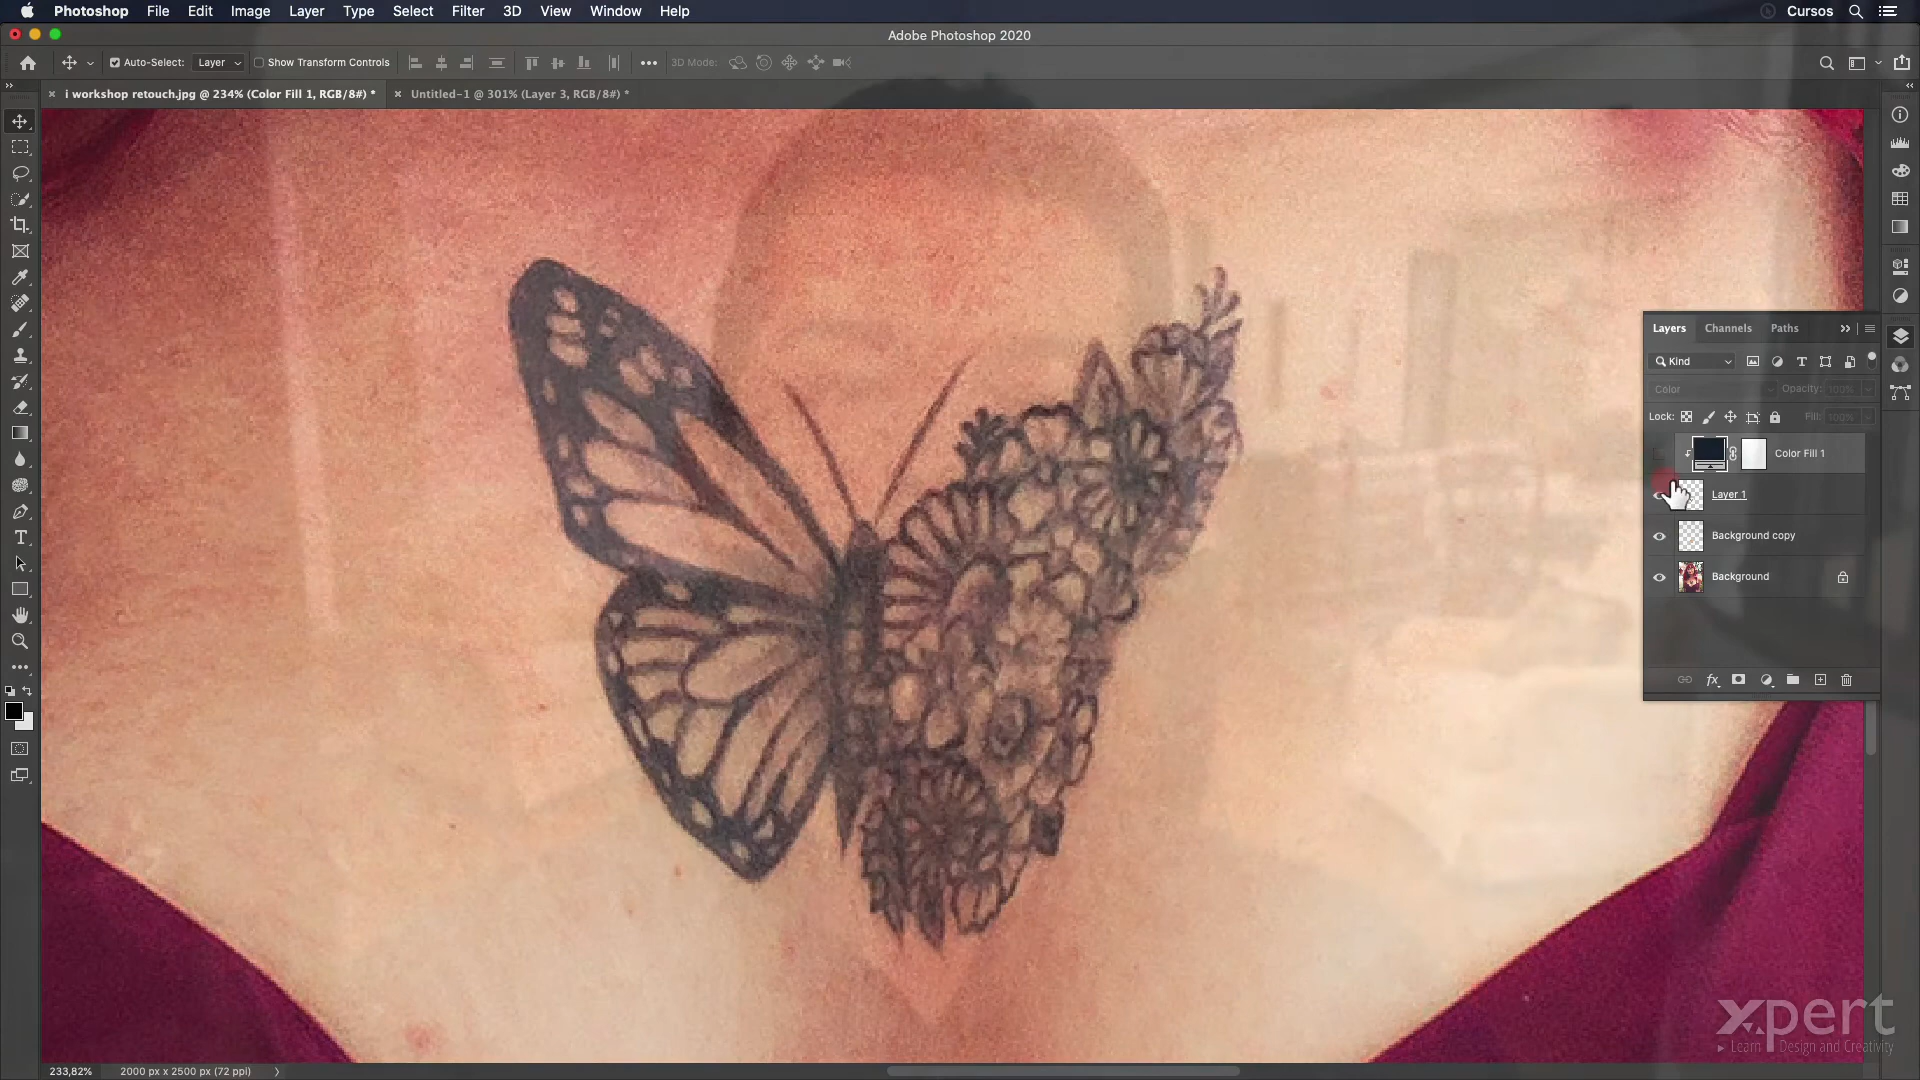 Photoshop File Edit Image Layer Type Select Filter 3D View Window Help Cursos
Adobe Photoshop 2020
Auto-Select: Layer Show Transform Controls 3D Mode:
i workshop retouch.jpg @ 234% (Color Fill 1, RGB/8#) * Untitled-1 @ 301% (Layer 3, RGB/8#) *
Layers Channels Paths
Kind
Color Opacity: 100%
Lock: Fill: 100%
Color Fill 1
Layer 1
Background copy
Background
fx
xpert
Learn Design and Creativity
233,82% 2000 px x 2500 px (72 ppi)